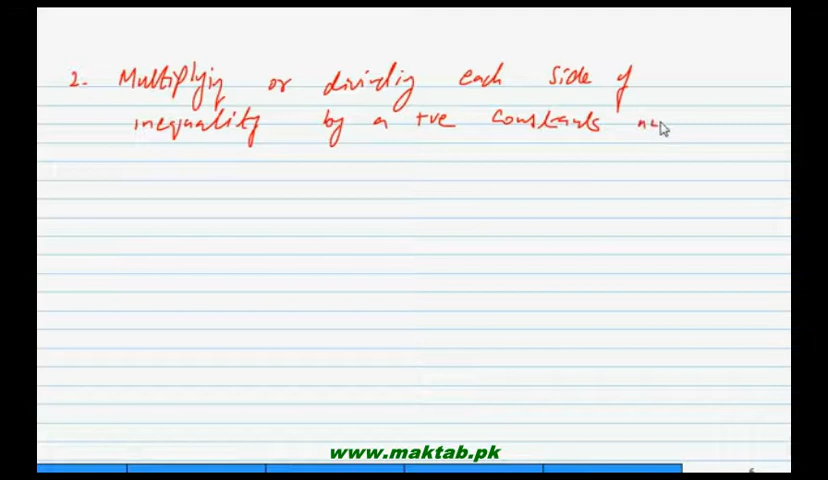 2. Multiplying or dividing each side of
inequality by a +ve constants
www.maktab.pk